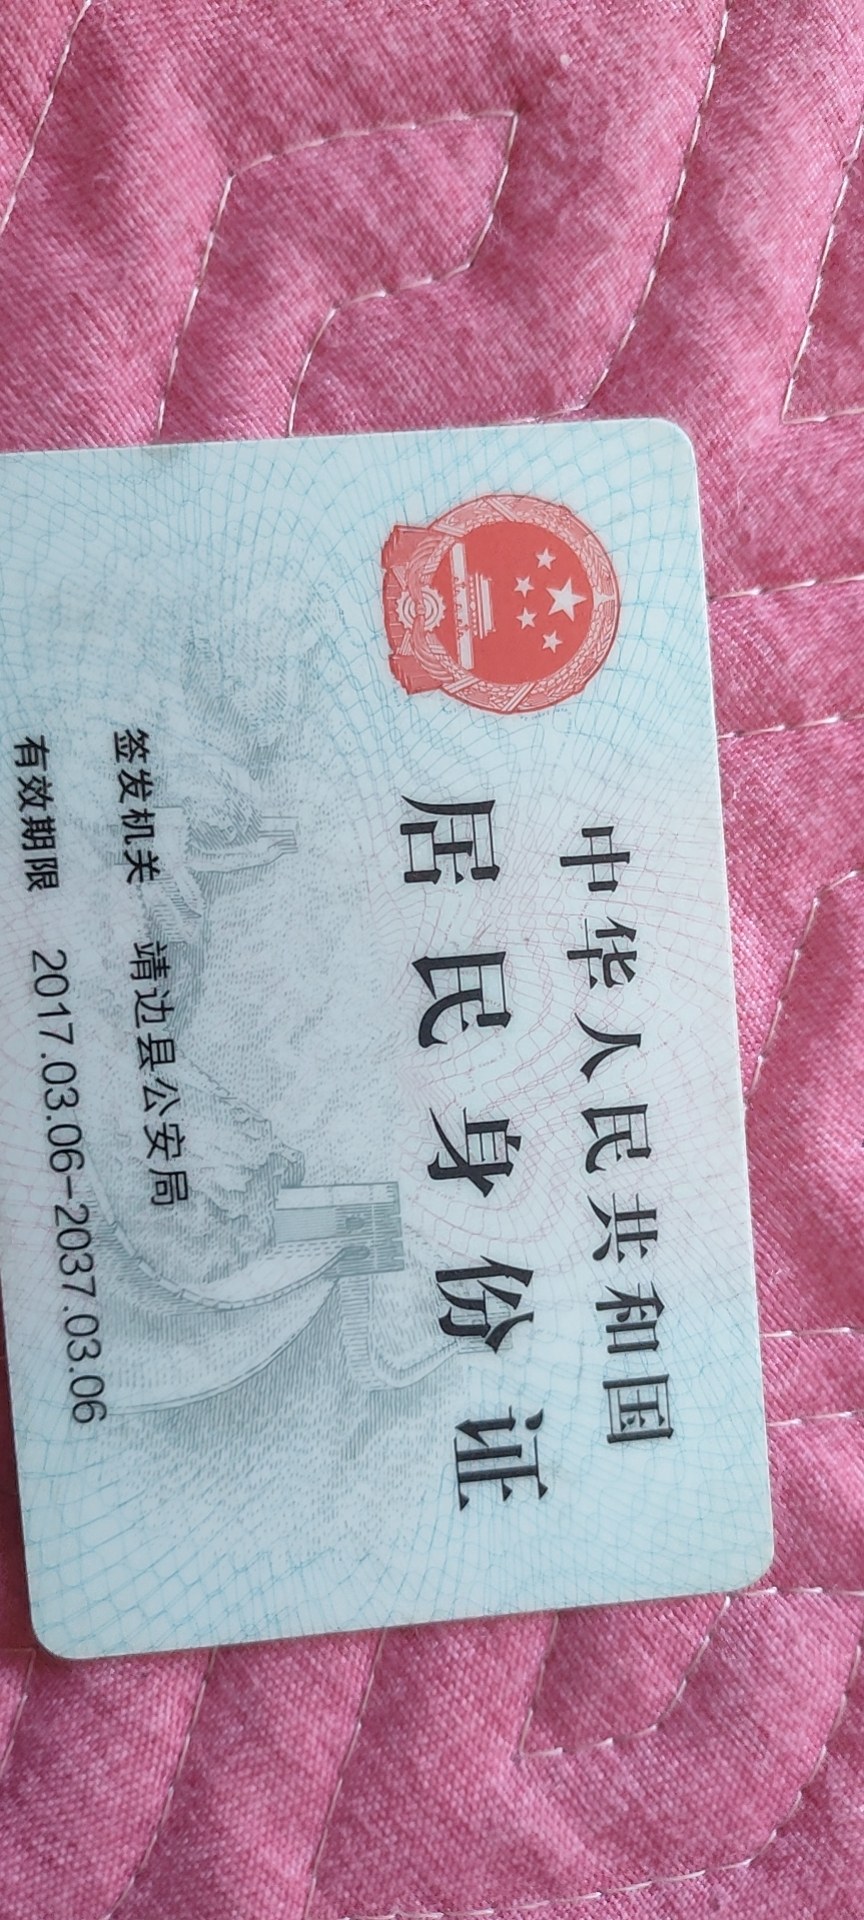 中华人民共和国
居民身份证
签发机关 靖边县公安局
有效期限 2017.03.06-2037.03.06